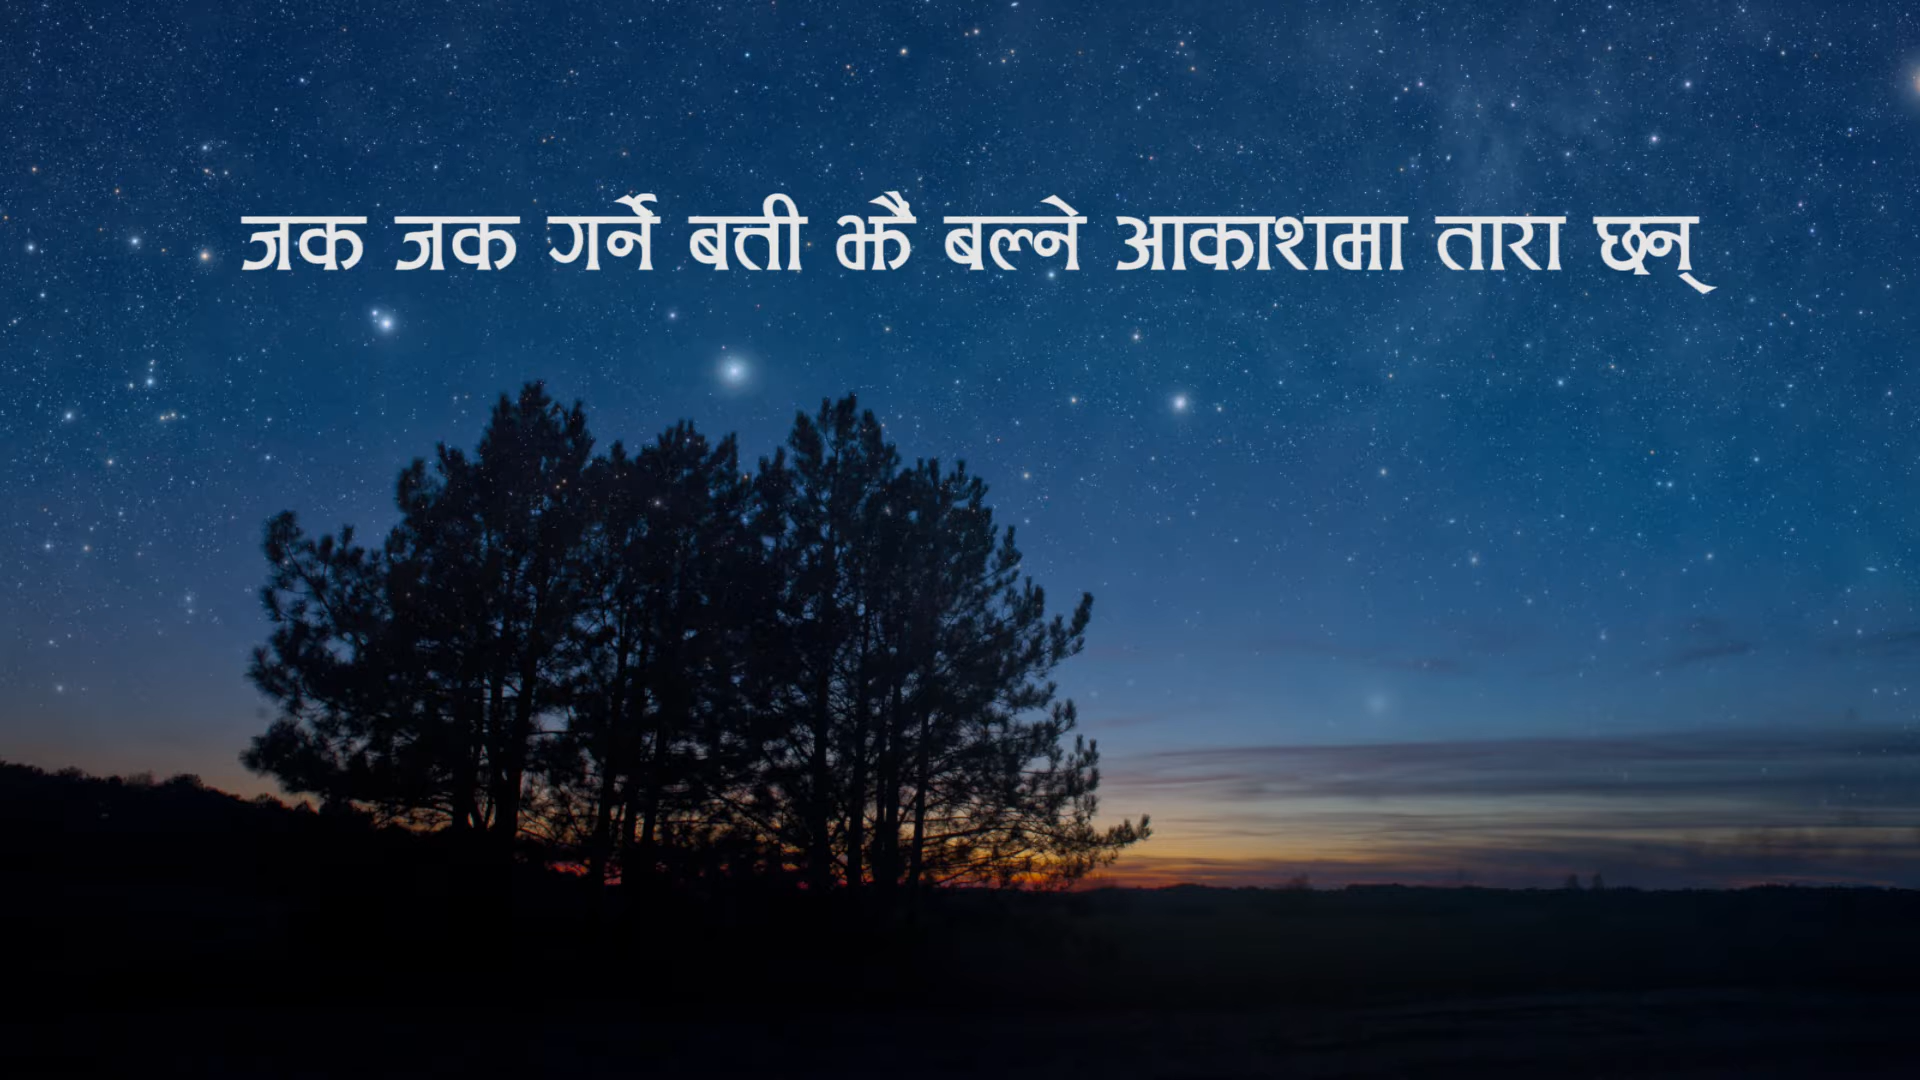 जक जक गर्ने बत्ती झै बल्ने आकाशमा तारा छन्